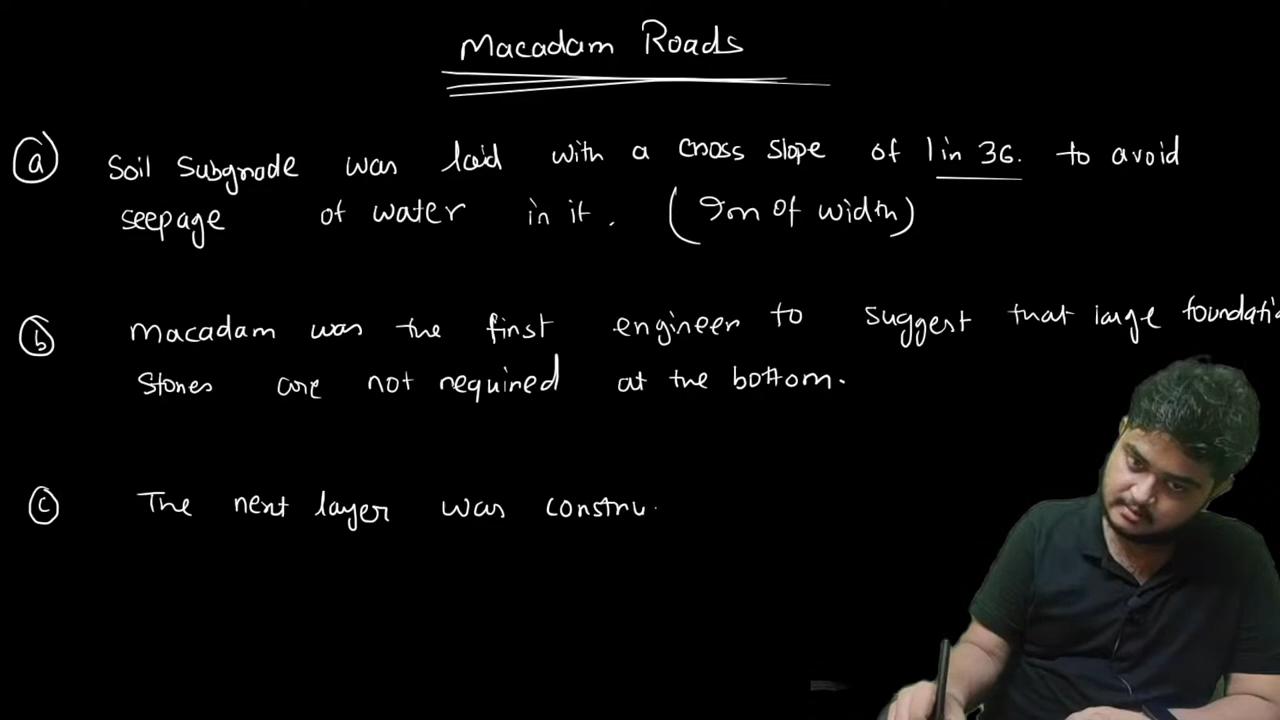 Macadam Roads
(a) Soil Subgrade was laid with a cross slope of 1 in 36. to avoid
seepage of water in it. (9m of width)
(b) Macadam was the first engineer to suggest that large foundati
Stones are not required at the bottom.
(c) The next layer was constru